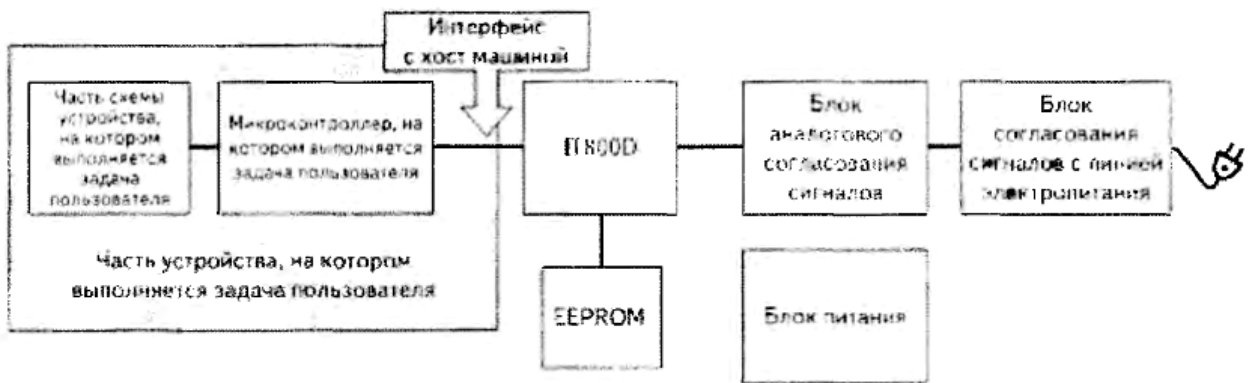 Интерфейс
с хост машиной
Часть схемы
устройства,
на котором
выполняется
задача
пользователя
Микроконтроллер, на
котором выполняется
задача пользователя
IT800D
Блок
аналогового
согласования
сигналов
Блок
согласования
сигналов с линией
электропитания
Часть устройства, на котором
выполняется задача пользователя
EEPROM
Блок питания